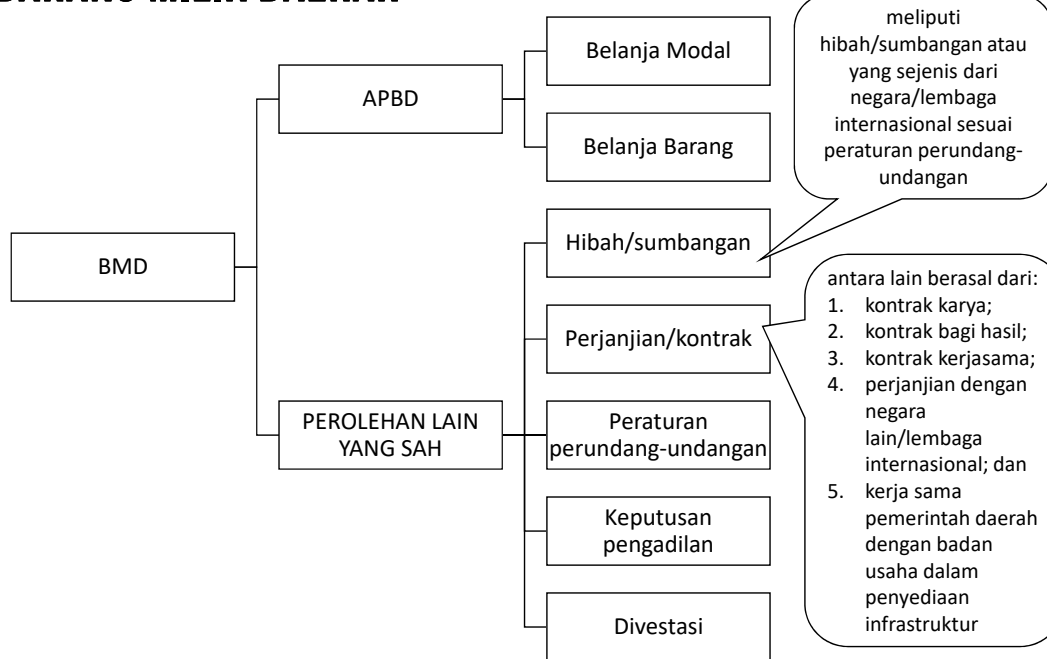 BARANG MILIK DAERAH
BMD
APBD
Belanja Modal
Belanja Barang
PEROLEHAN LAIN
YANG SAH
Hibah/sumbangan
meliputi
hibah/sumbangan atau
yang sejenis dari
negara/lembaga
internasional sesuai
peraturan perundang-
undangan
Perjanjian/kontrak
antara lain berasal dari:
1. kontrak karya;
2. kontrak bagi hasil;
3. kontrak kerjasama;
4. perjanjian dengan
negara
lain/lembaga
internasional; dan
5. kerja sama
pemerintah daerah
dengan badan
usaha dalam
penyediaan
infrastruktur
Peraturan
perundang-undangan
Keputusan
pengadilan
Divestasi